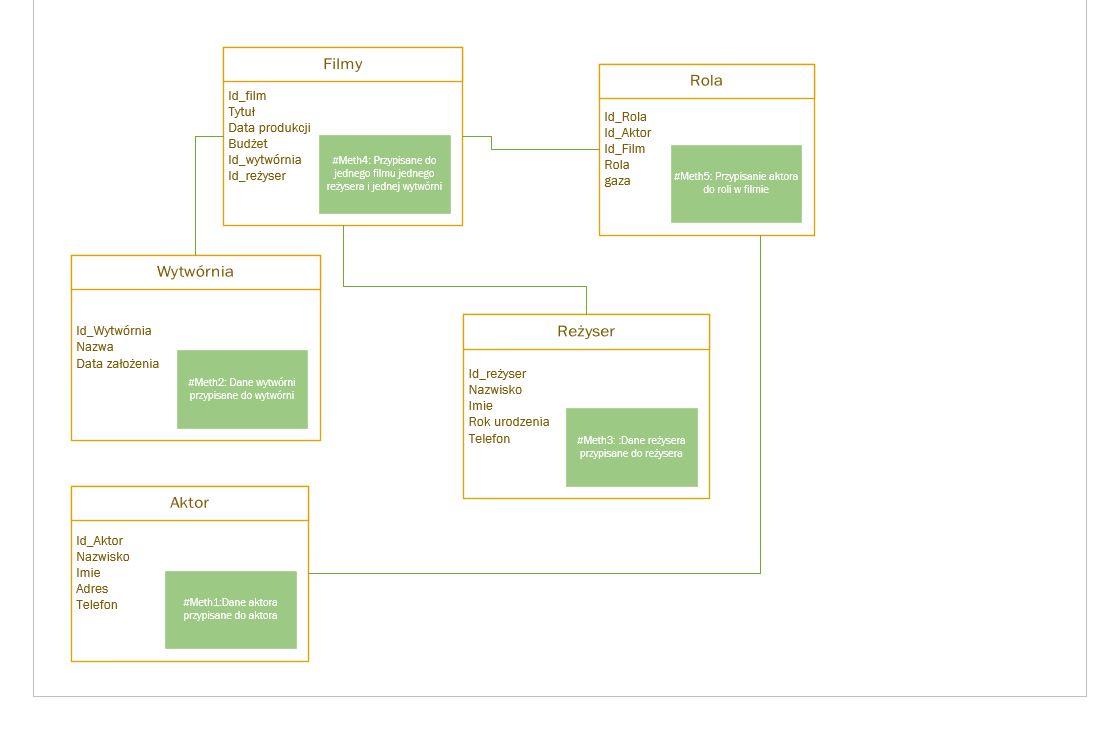 Filmy
Id_film
Tytuł
Data produkcji
Budżet
Id_wytwórnia
Id_reżyser
#Meth4: Przypisane do
jednego filmu jednego
reżysera i jednej wytwórni
Rola
Id_Rola
Id_Aktor
Id_Film
Rola
gaza
#Meth5: Przypisanie aktora
do roli w filmie
Wytwórnia
Id_Wytwórnia
Nazwa
Data założenia
#Meth2: Dane wytwórni
przypisane do wytwórni
Reżyser
Id_reżyser
Nazwisko
Imie
Rok urodzenia
Telefon
#Meth3: :Dane reżysera
przypisane do reżysera
Aktor
Id_Aktor
Nazwisko
Imie
Adres
Telefon
#Meth1:Dane aktora
przypisane do aktora